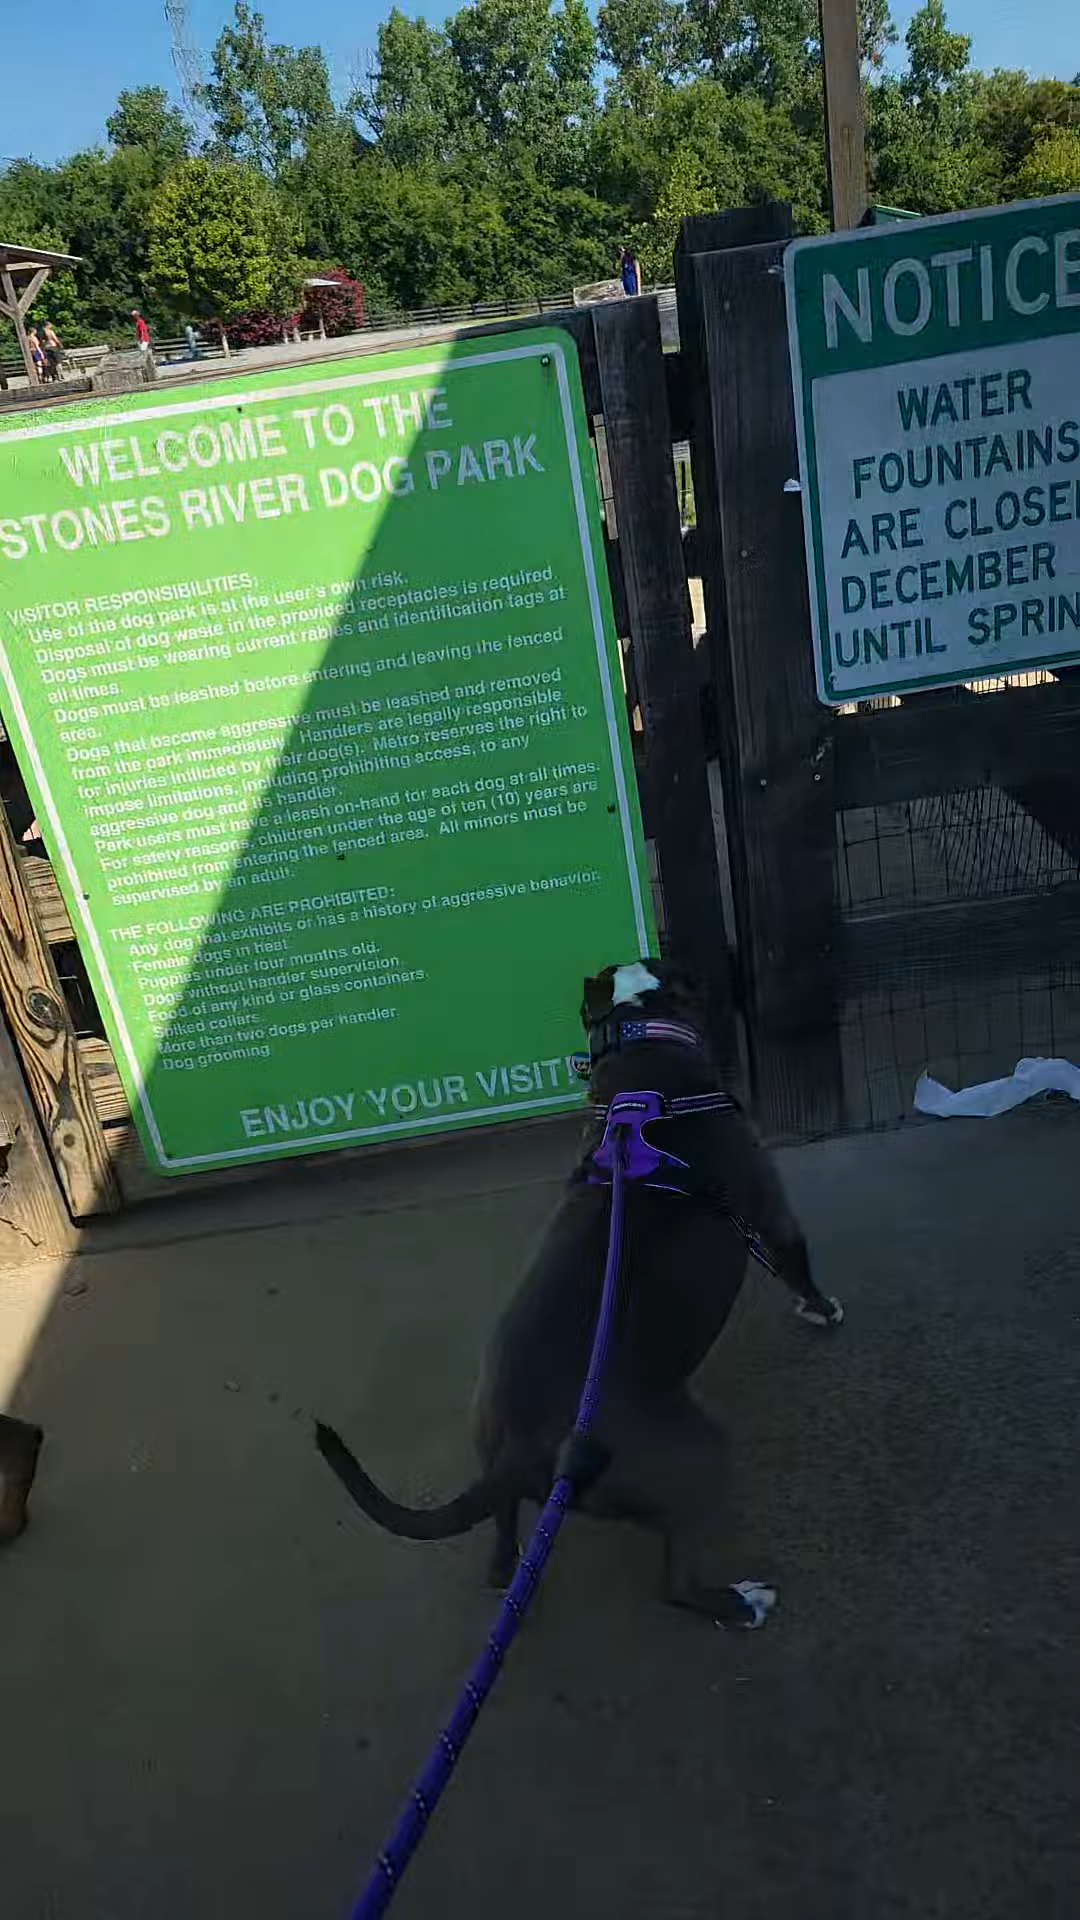 WELCOME TO THE
STONES RIVER DOG PARK
VISITOR RESPONSIBILITIES:
Use of the dog park is at the user's own risk.
Disposal of dog waste in the provided receptacles is required.
Dogs must be wearing current rabies and identification tags at
all times.
Dogs must be leashed before entering and leaving the fenced
area.
Dogs that become aggressive must be leashed and removed
from the park immediately. Handlers are legally responsible
for injuries inflicted by their dog(s). Metro reserves the right to
impose limitations, including prohibiting access, to any
aggressive dog and its handler.
Park users must have a leash on-hand for each dog at all times.
For safety reasons, children under the age of ten (10) years are
prohibited from entering the fenced area. All minors must be
supervised by an adult.
THE FOLLOWING ARE PROHIBITED:
Any dog that exhibits or has a history of aggressive behavior.
Female dogs in heat
Puppies under four months old.
Dogs without handler supervision.
Food of any kind or glass containers.
Spiked collars
More than two dogs per handler.
Dog grooming
ENJOY YOUR VISIT!
NOTICE
WATER
FOUNTAINS
ARE CLOSE
DECEMBER
UNTIL SPRIN